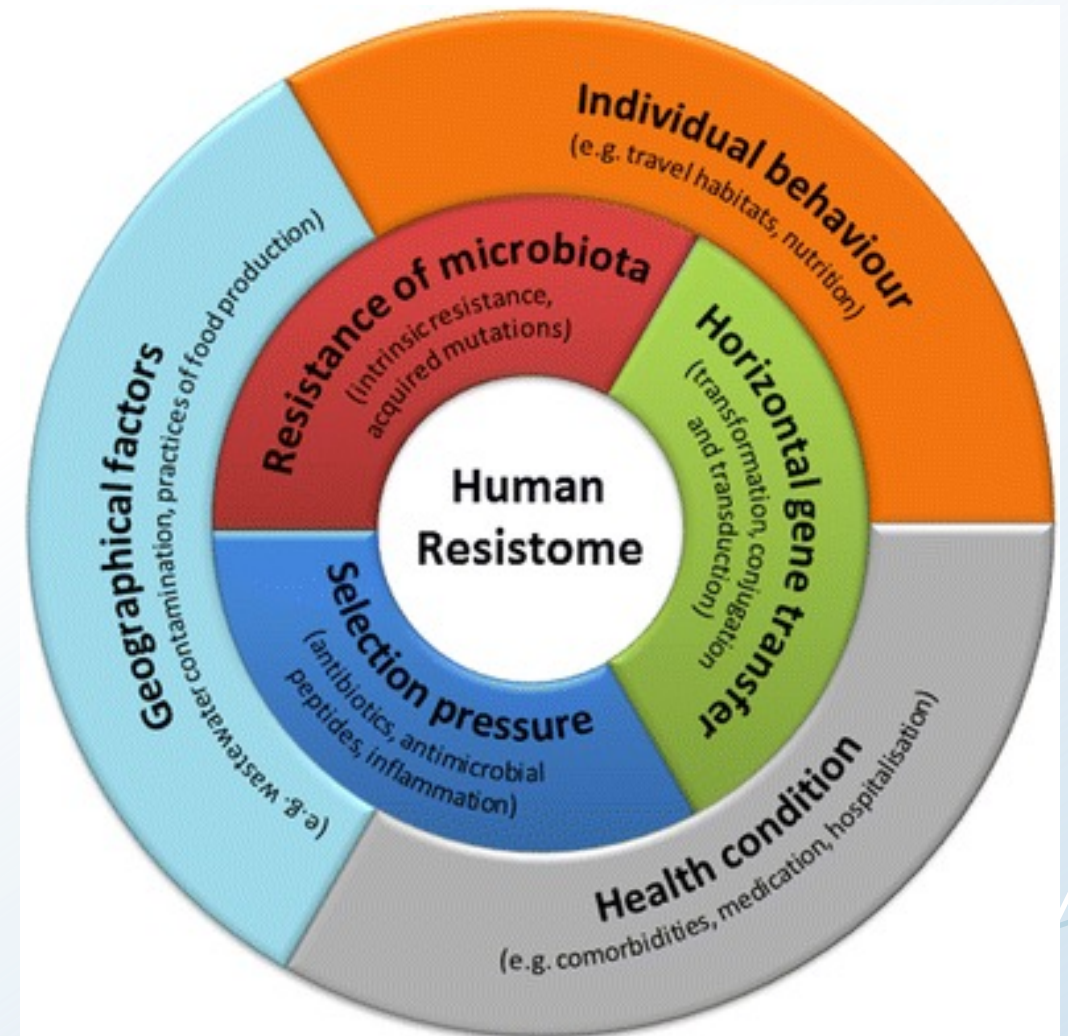 Individual behaviour
(e.g. travel habitats, nutrition)
Geographical factors
(e.g. wastewater contamination, practices of food production)
Resistance of microbiota
(intrinsic resistance,
acquired mutations)
Horizontal gene transfer
(transformation, conjugation
and transduction)
Human
Resistome
Selection pressure
(antibiotics, antimicrobial
peptides, inflammation)
Health condition
(e.g. comorbidities, medication, hospitalisation)